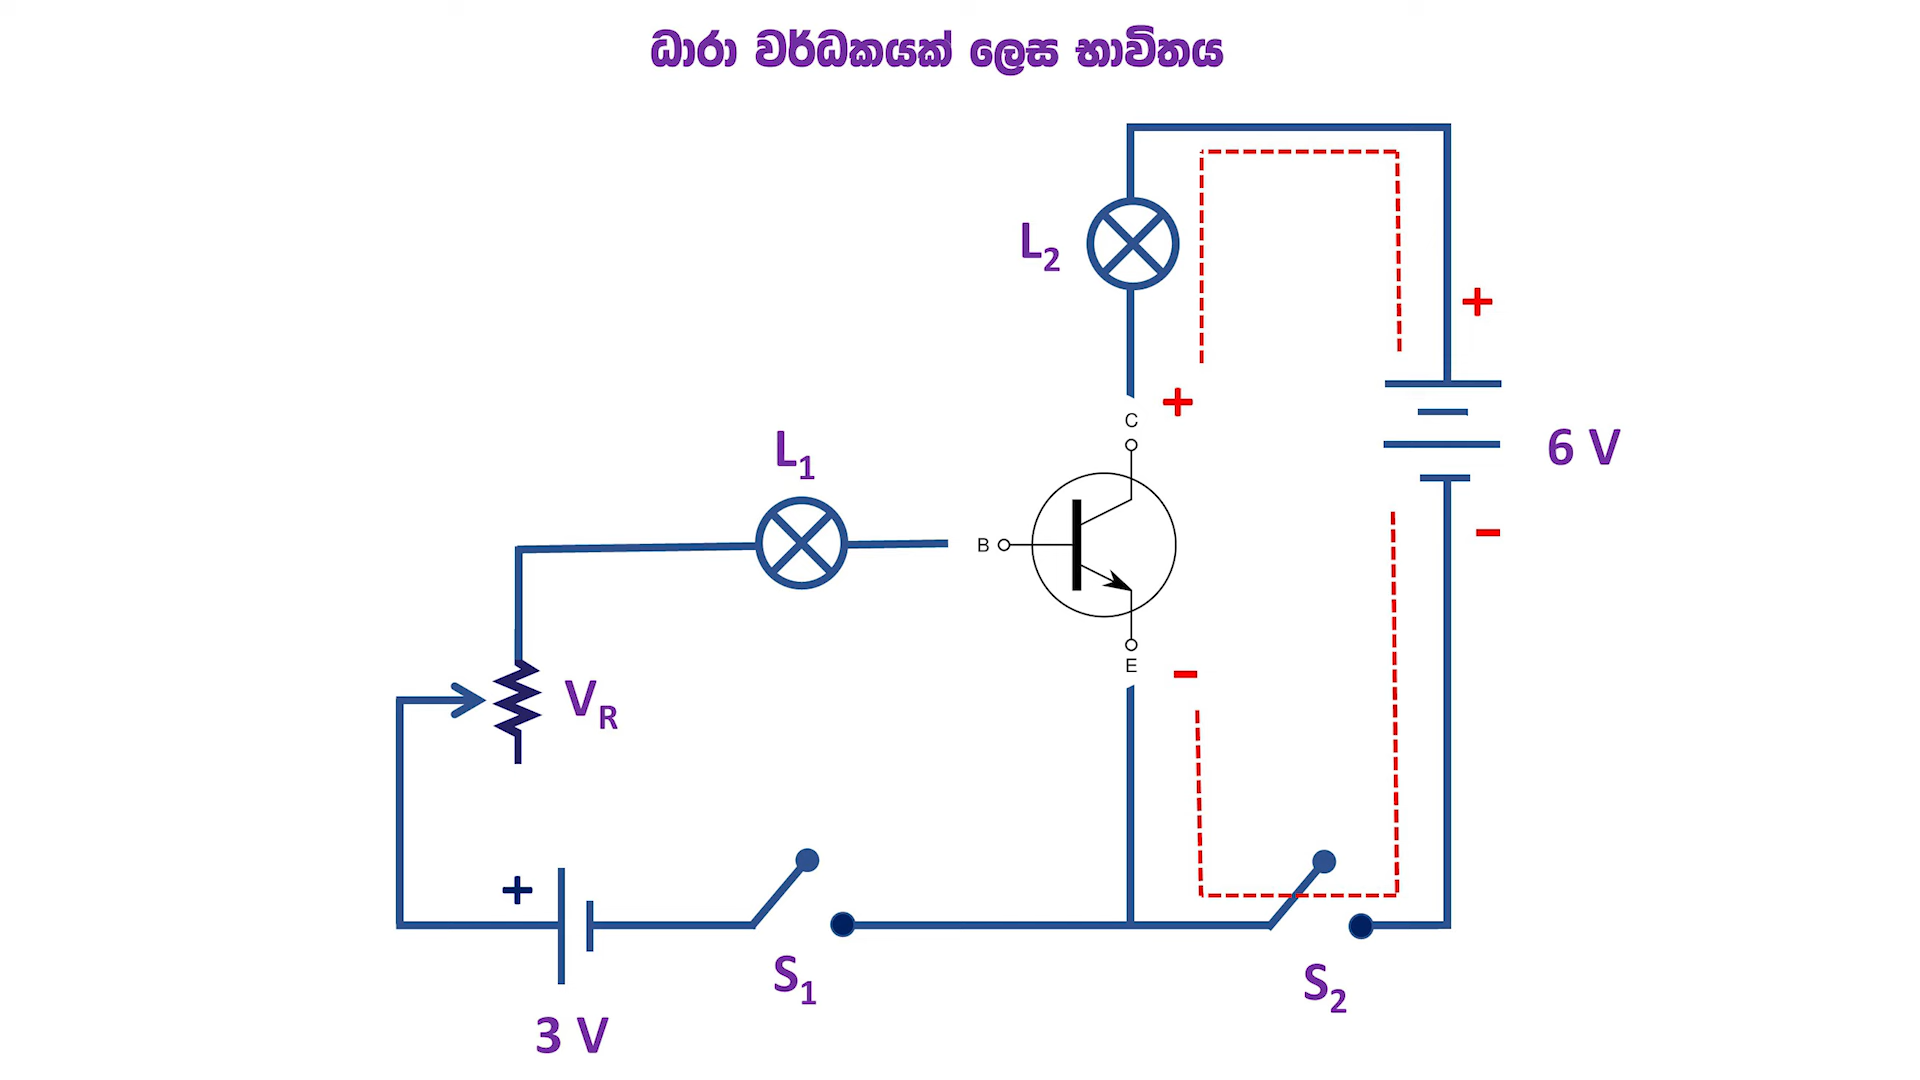 ධාරා වර්ධකයක් ලෙස භාවිතය
L2
+
+
C
6 V
L1
B
−
E
−
VR
+
S1
S2
3 V